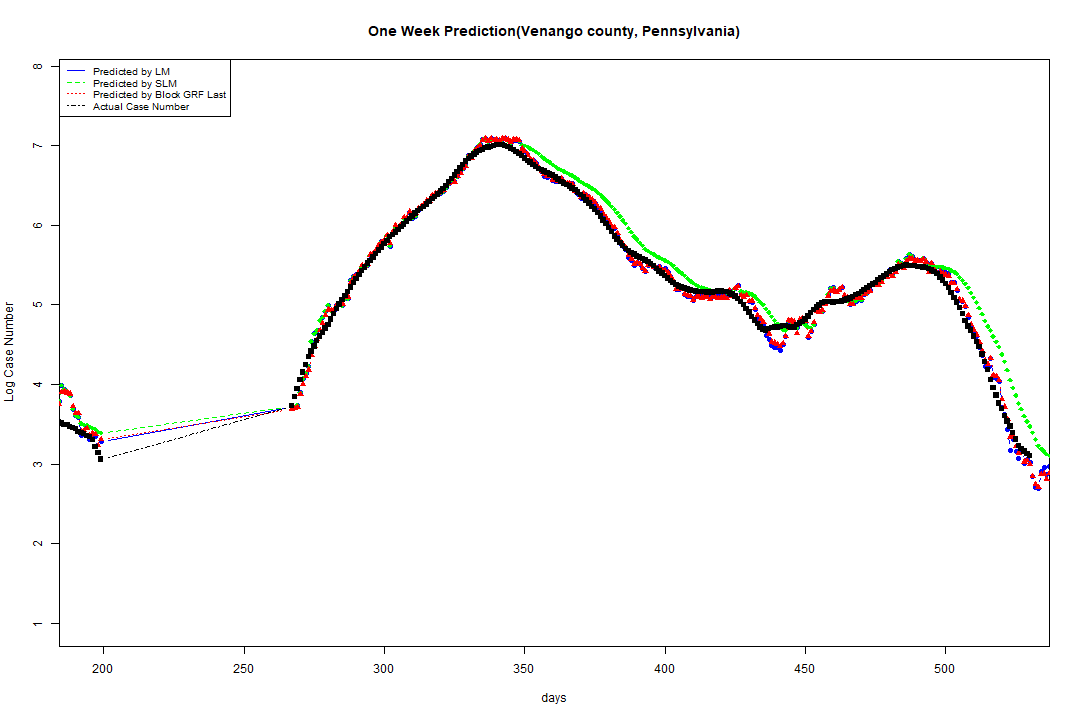 One Week Prediction(Venango county, Pennsylvania)
Predicted by LM
Predicted by SLM
Predicted by Block GRF Last
Actual Case Number
8
7
6
5
4
3
2
1
Log Case Number
200 250 300 350 400 450 500
days